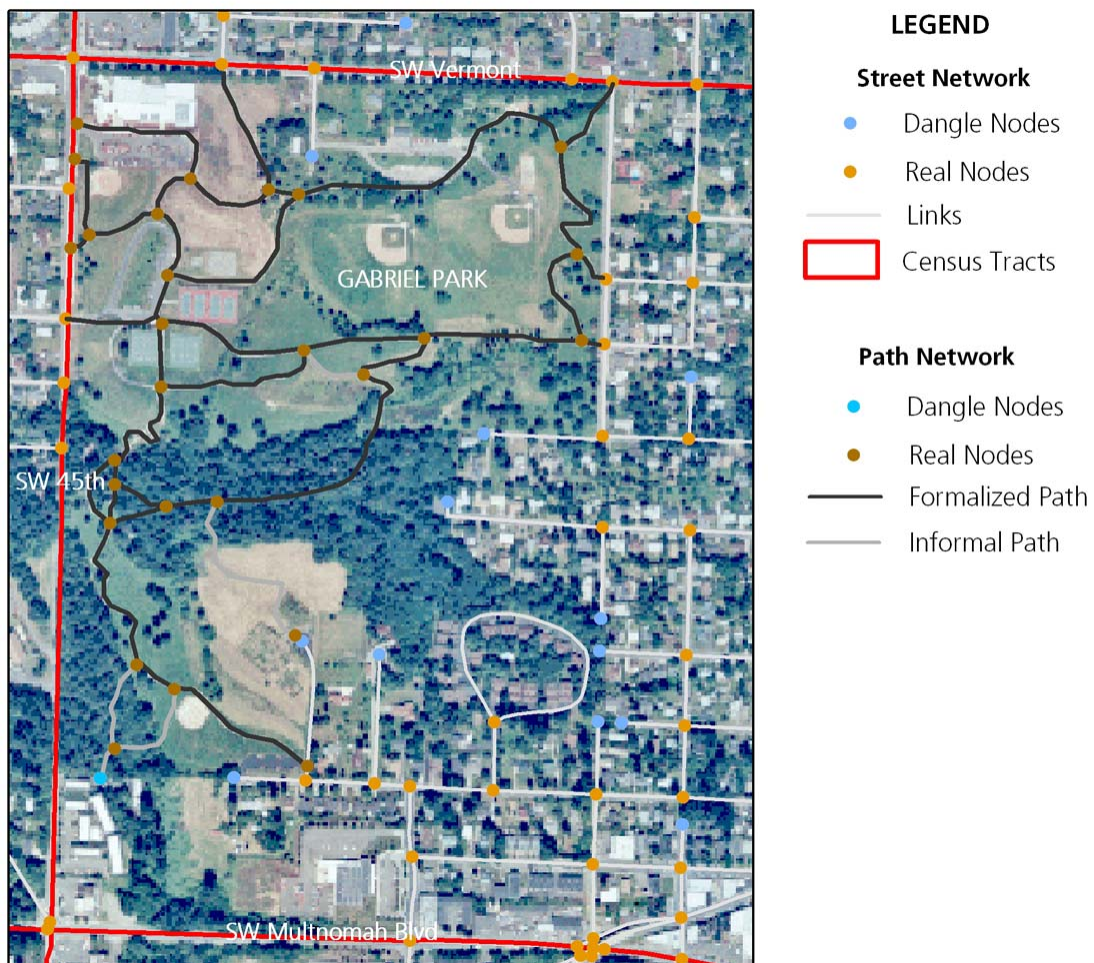 SW Vermont
GABRIEL PARK
SW 45th
SW Multnomah Blvd
LEGEND
Street Network
Dangle Nodes
Real Nodes
Links
Census Tracts
Path Network
Dangle Nodes
Real Nodes
Formalized Path
Informal Path